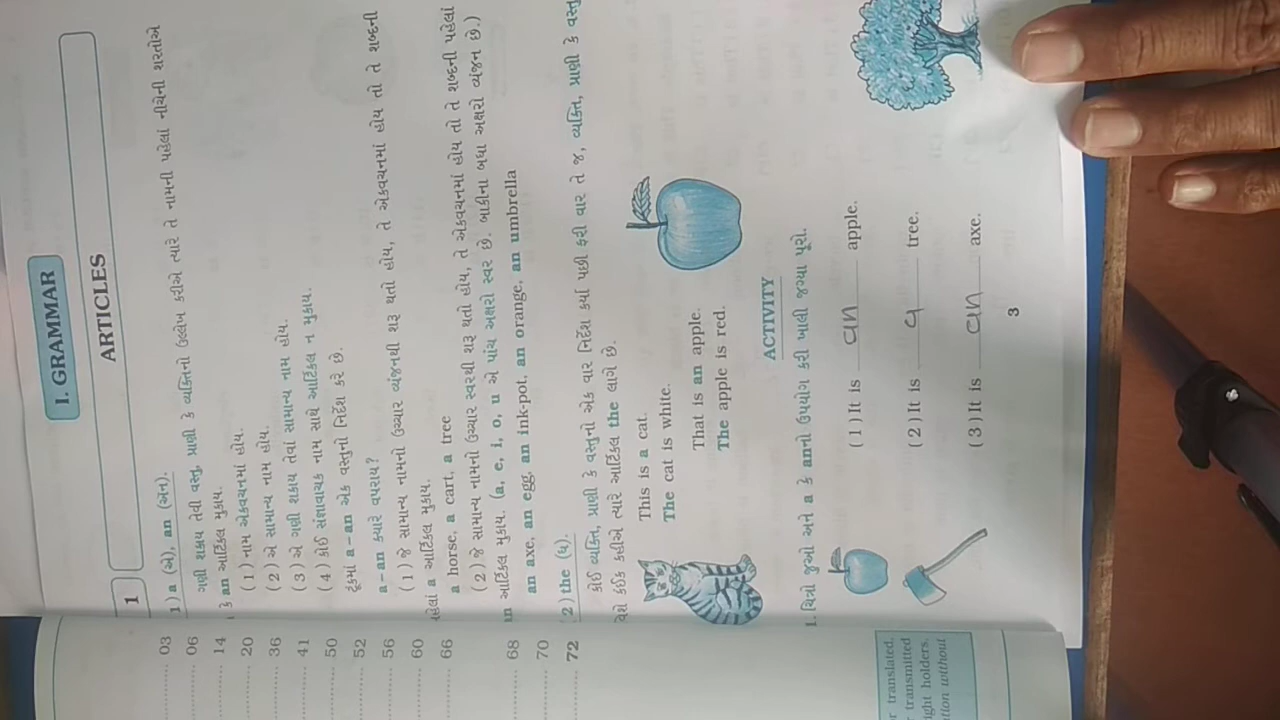 I. GRAMMAR
1
ARTICLES
1) a (એ), an (ઍન).
ગણી શકાય તેવી વસ્તુ, પ્રાણી કે વ્યક્તિનો ઉલ્લેખ કરીએ ત્યારે તે નામની પહેલાં નીચેની શરતોએ
કે an આર્ટિકલ મુકાય.
(1) નામ એકવચનમાં હોય.
(2) એ સામાન્ય નામ હોય.
(3) એ ગણી શકાય તેવાં સામાન્ય નામ હોય.
(4) કોઈ સંજ્ઞાવાચક નામ સાથે આર્ટિકલ ન મુકાય.
ટૂંકમાં a – an એક વસ્તુનો નિર્દેશ કરે છે.
a – an ક્યારે વપરાય?
(1) જે સામાન્ય નામનો ઉચ્ચાર વ્યંજનથી શરૂ થતો હોય, તે એકવચનમાં હોય તો તે શબ્દની
પહેલાં a આર્ટિકલ મુકાય.
a horse, a cart, a tree
(2) જે સામાન્ય નામનો ઉચ્ચાર સ્વરથી શરૂ થતો હોય, તે એકવચનમાં હોય તો તે શબ્દની પહેલાં
an આર્ટિકલ મુકાય. (a, e, i, o, u એ પાંચ અક્ષરો સ્વર છે. બાકીના બધા અક્ષરો વ્યંજન છે.)
an axe, an egg, an ink-pot, an orange, an umbrella
2) the (ધ).
કોઈ વ્યક્તિ, પ્રાણી કે વસ્તુનો એક વાર નિર્દેશ કર્યા પછી ફરી વાર તે જ, વ્યક્તિ, પ્રાણી કે વસ્તુ
વિશે કંઈક કહીએ ત્યારે આર્ટિકલ the લાગે છે.
This is a cat.
The cat is white.
That is an apple.
The apple is red.
ACTIVITY
1. ચિત્રો જુઓ અને a કે anનો ઉપયોગ કરી ખાલી જગ્યા પૂરો.
(1) It is an apple.
(2) It is a tree.
(3) It is an axe.
3
03
06
14
20
36
41
50
52
56
60
66
68
70
72
r translated.
transmitted
ight holders.
tion without